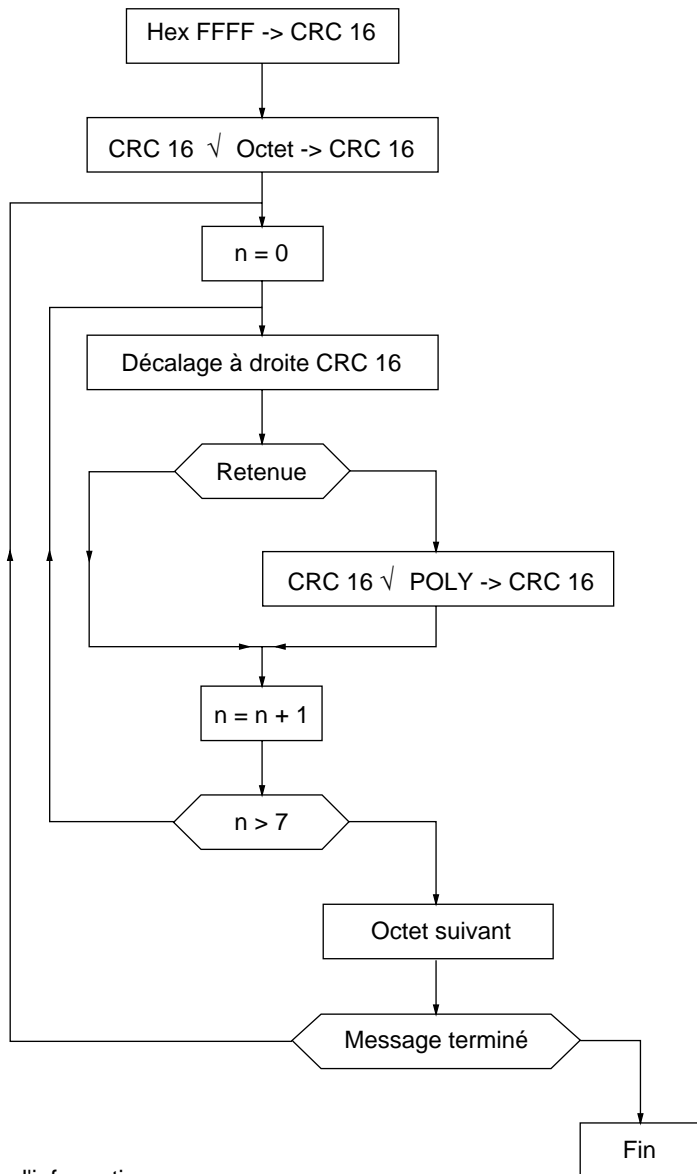 Hex FFFF -> CRC 16
CRC 16 √ Octet -> CRC 16
n = 0
Décalage à droite CRC 16
Retenue
CRC 16 √ POLY -> CRC 16
n = n + 1
n > 7
Octet suivant
Message terminé
Fin